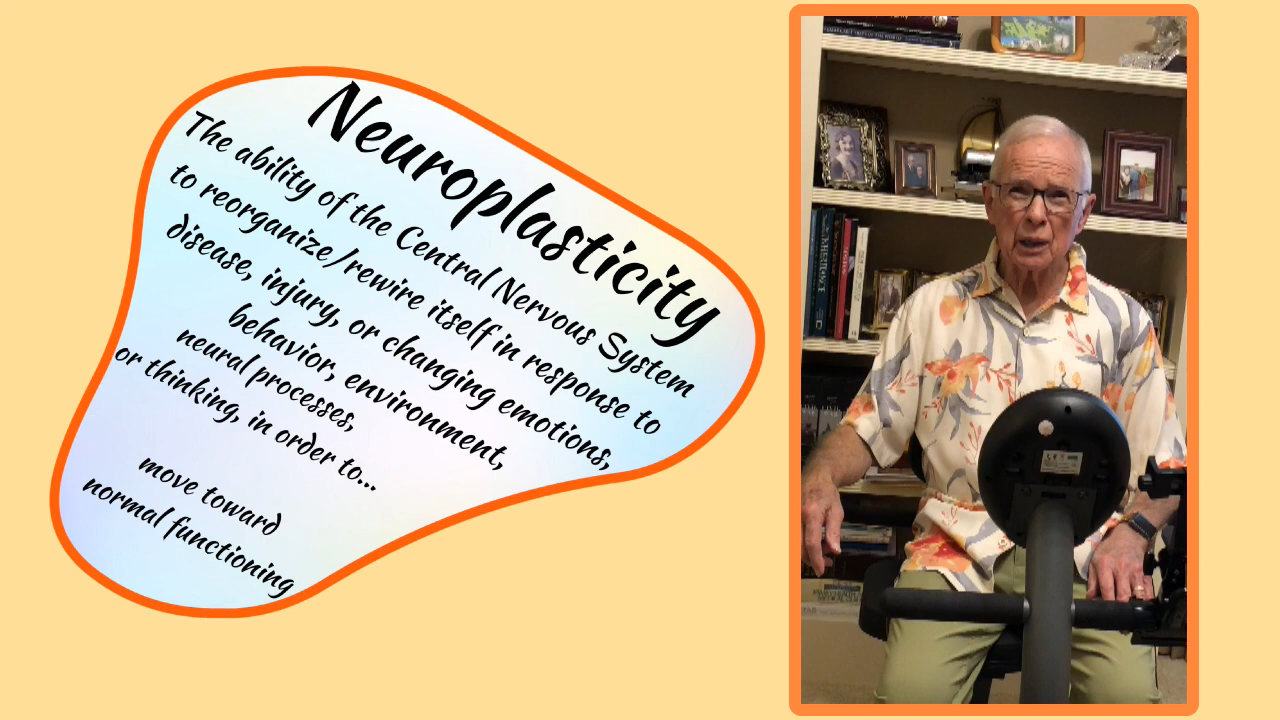 Neuroplasticity
The ability of the Central Nervous System
to reorganize/rewire itself in response to
disease, injury, or changing emotions,
behavior, environment,
neural processes,
or thinking, in order to...
move toward
normal functioning